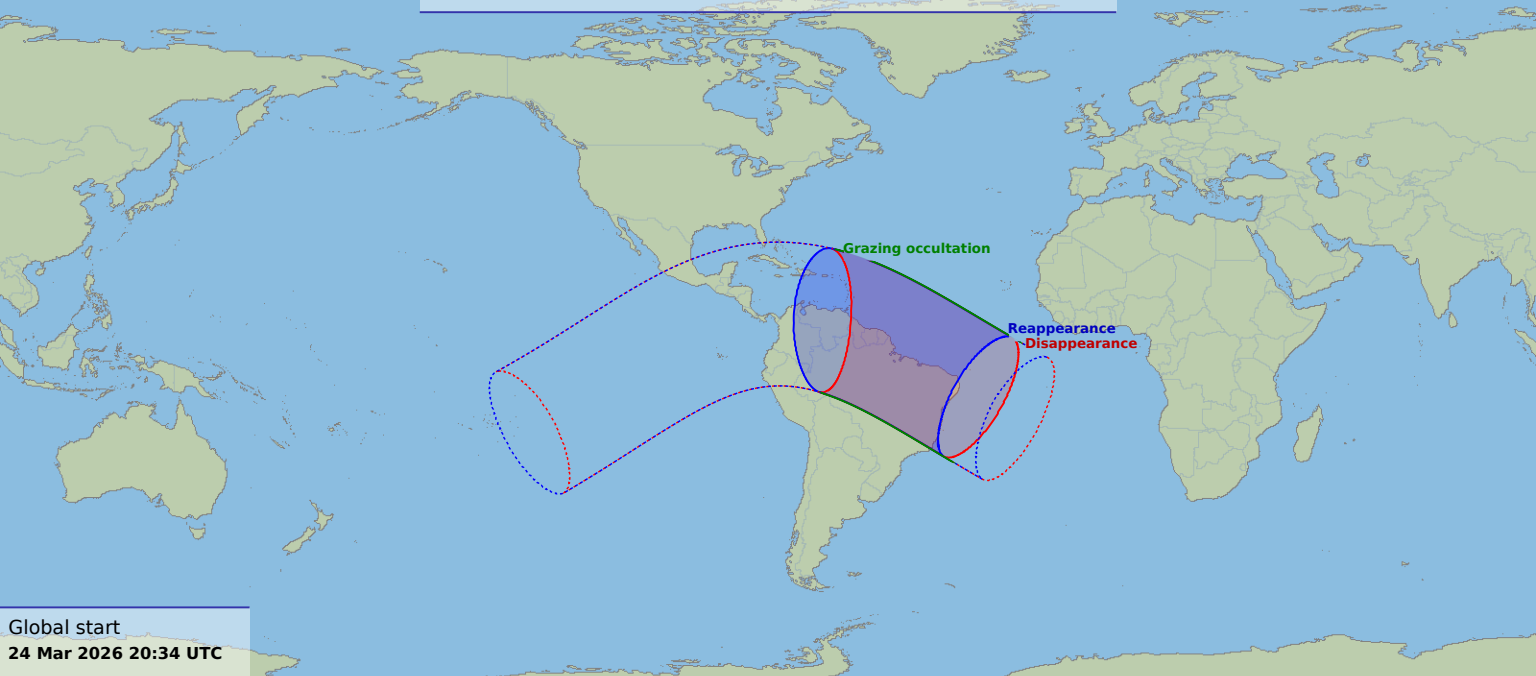 Grazing occultation
Reappearance
Disappearance
Global start
24 Mar 2026 20:34 UTC